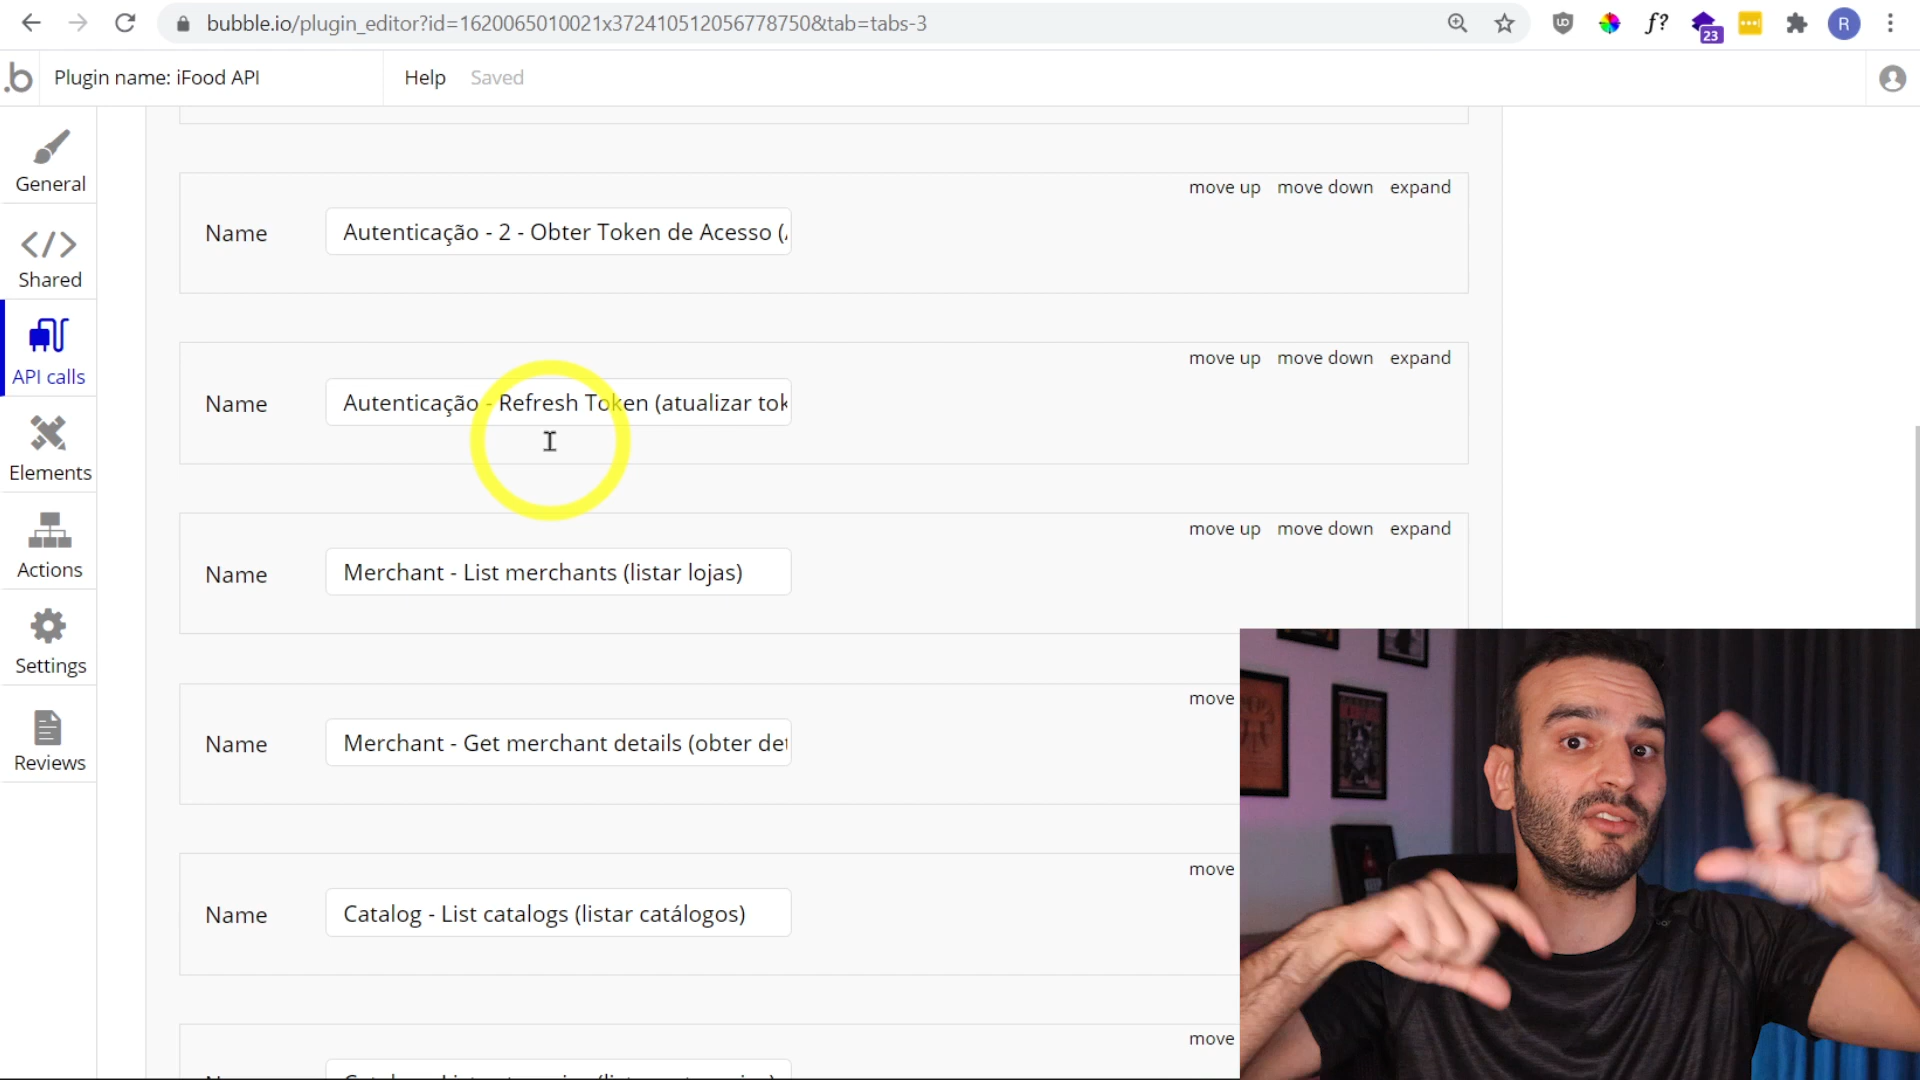 bubble.io/plugin_editor?id=1620065010021x372410512056778750&tab=tabs-3
f?
23
R
.b
Plugin name: iFood API
Help
Saved
General
Shared
API calls
Elements
Actions
Settings
Reviews
move up move down expand
Name
Autenticação - 2 - Obter Token de Acesso (
move up move down expand
Name
Autenticação - Refresh Token (atualizar tok
move up move down expand
Name
Merchant - List merchants (listar lojas)
move
Name
Merchant - Get merchant details (obter det
move
Name
Catalog - List catalogs (listar catálogos)
move